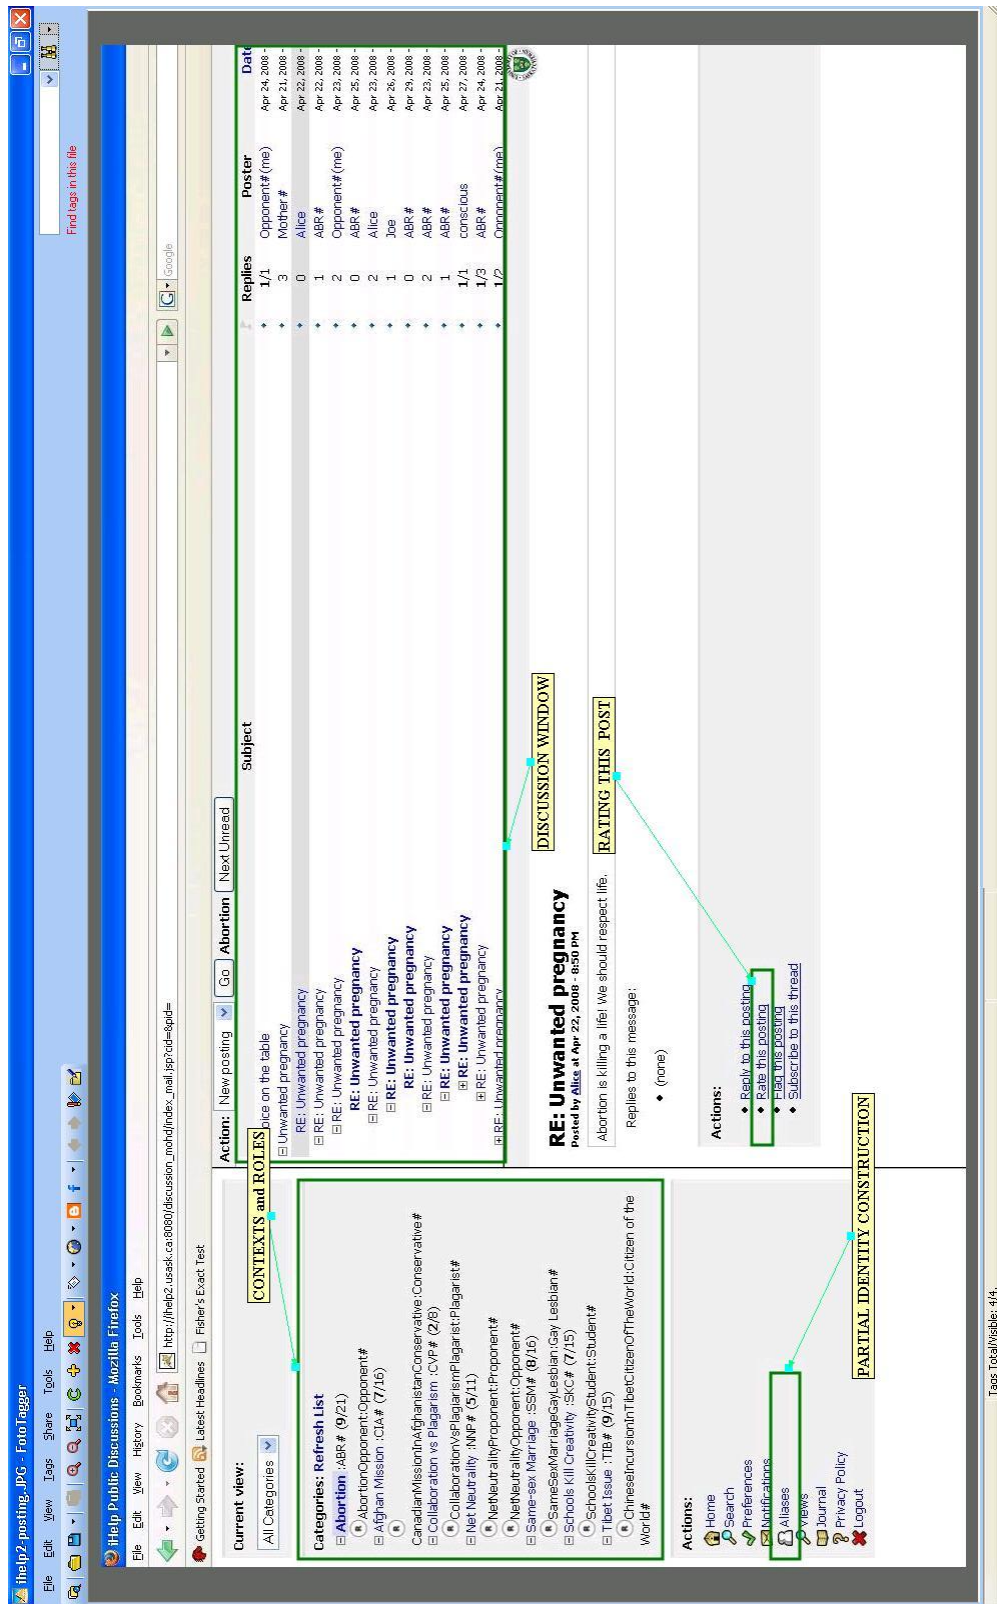 ihelp2-posting.JPG - FotoTagger
File Edit View Tags Share Tools Help
Find tags in this file
iHelp Public Discussions - Mozilla Firefox
File Edit View History Bookmarks Tools Help
http://ihelp2.usask.ca:8080/discussion_mohd/index_mail.jsp?cid=&pid=
Google
Getting Started Latest Headlines Fisher's Exact Test
Current view:
All Categories
CONTEXTS and ROLES
Categories: Refresh List
Abortion :ABR# (9/21)
AbortionOpponent:Opponent#
Afghan Mission :CIA# (7/16)
CanadianMissionInAfghanistanConservative:Conservative#
Collaboration vs Plagarism :CVP# (2/8)
CollaborationVsPlagiarismPlagarist:Plagarist#
Net Neutrality :NNP# (5/11)
NetNeutralityProponent:Proponent#
NetNeutralityOpponent:Opponent#
Same-sex Marriage :SSM# (8/16)
SameSexMarriageGayLesbian:Gay Lesbian#
Schools Kill Creativity :SKC# (7/15)
SchoolsKillCreativityStudent:Student#
Tibet Issue :TIB# (9/15)
ChineseIncursionInTibetCitizenOfTheWorld:Citizen of the
World#
Actions:
Home
Search
Preferences
Notifications
Aliases
Views
Journal
Privacy Policy
Logout
PARTIAL IDENTITY CONSTRUCTION
Action: New posting Go Abortion Next Unread
Subject Replies Poster Date
oice on the table 1/1 Opponent#(me) Apr 24, 2008 -
Unwanted pregnancy 3 Mother# Apr 21, 2008 -
RE: Unwanted pregnancy 0 Alice Apr 22, 2008 -
RE: Unwanted pregnancy 1 ABR# Apr 22, 2008 -
RE: Unwanted pregnancy 2 Opponent#(me) Apr 23, 2008 -
RE: Unwanted pregnancy 0 ABR# Apr 25, 2008 -
RE: Unwanted pregnancy 2 Alice Apr 23, 2008 -
RE: Unwanted pregnancy 1 Joe Apr 26, 2008 -
RE: Unwanted pregnancy 0 ABR# Apr 29, 2008 -
RE: Unwanted pregnancy 2 ABR# Apr 23, 2008 -
RE: Unwanted pregnancy 1 ABR# Apr 25, 2008 -
RE: Unwanted pregnancy 1/1 conscious Apr 27, 2008 -
RE: Unwanted pregnancy 1/3 ABR# Apr 24, 2008 -
RE: Unwanted pregnancy 1/2 Opponent#(me) Apr 21, 2008 -
DISCUSSION WINDOW
RE: Unwanted pregnancy
Posted by Alice at Apr 22, 2008 - 8:50 PM
RATING THIS POST
Abortion is killing a life! We should respect life.
Replies to this message:
(none)
Actions:
Reply to this posting
Rate this posting
Flag this posting
Subscribe to this thread
Tags Total/Visible: 4/4.